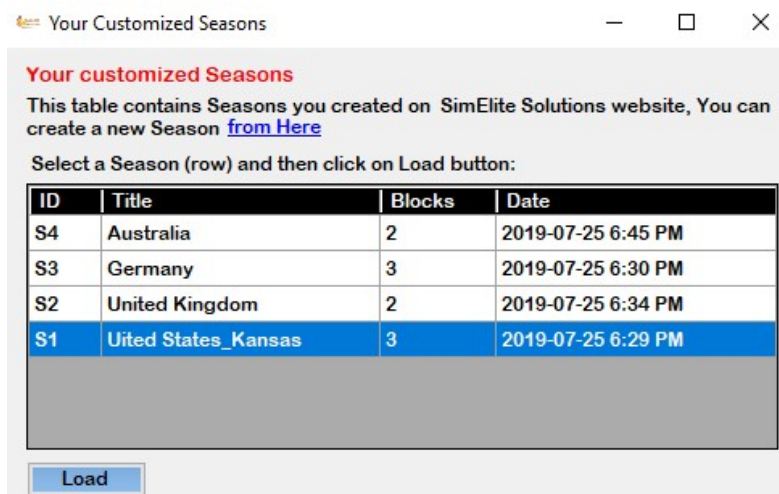 Your Customized Seasons
Your customized Seasons
This table contains Seasons you created on SimElite Solutions website, You can
create a new Season from Here
Select a Season (row) and then click on Load button:
ID Title Blocks Date
S4 Australia 2 2019-07-25 6:45 PM
S3 Germany 3 2019-07-25 6:30 PM
S2 United Kingdom 2 2019-07-25 6:34 PM
S1 Uited States_Kansas 3 2019-07-25 6:29 PM
Load